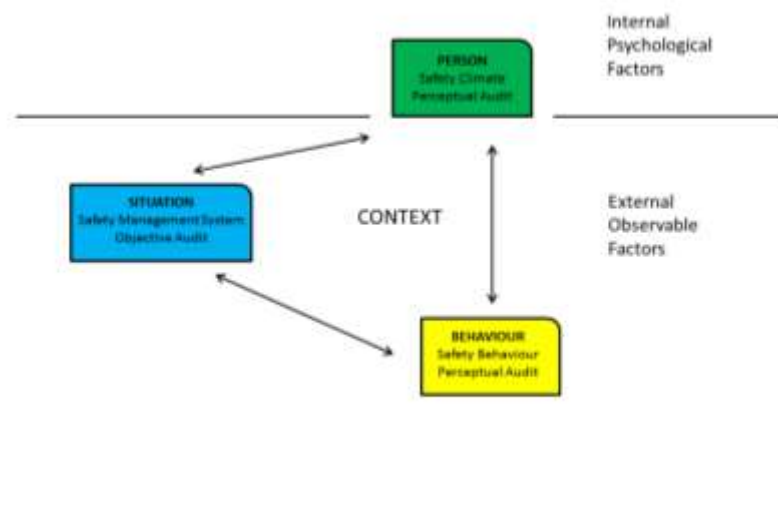 Internal
Psychological
Factors
PERSON
Safety Climate
Perceptual Audit
SITUATION
Safety Management System
Objective Audit
CONTEXT
External
Observable
Factors
BEHAVIOUR
Safety Behaviour
Perceptual Audit